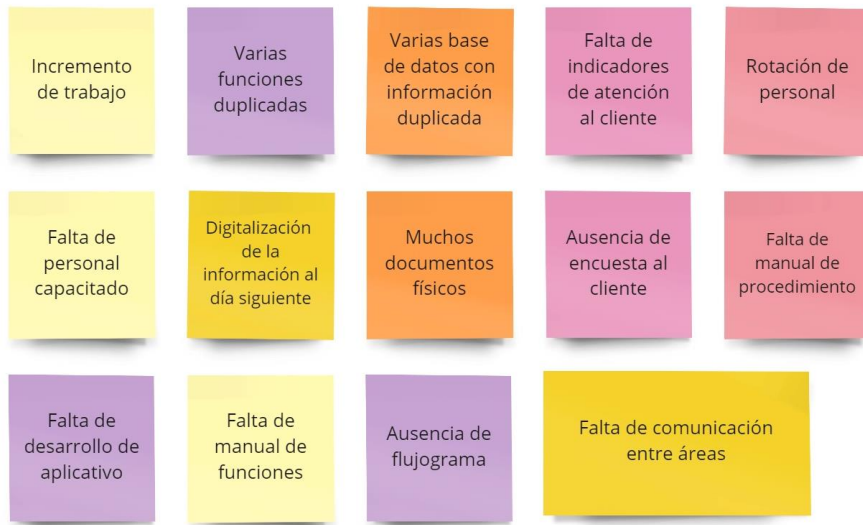 Incremento
de trabajo
Varias
funciones
duplicadas
Varias base
de datos con
información
duplicada
Falta de
indicadores
de atención
al cliente
Rotación de
personal
Falta de
personal
capacitado
Digitalización
de la
información al
día siguiente
Muchos
documentos
físicos
Ausencia de
encuesta al
cliente
Falta de
manual de
procedimiento
Falta de
desarrollo de
aplicativo
Falta de
manual de
funciones
Ausencia de
flujograma
Falta de comunicación
entre áreas